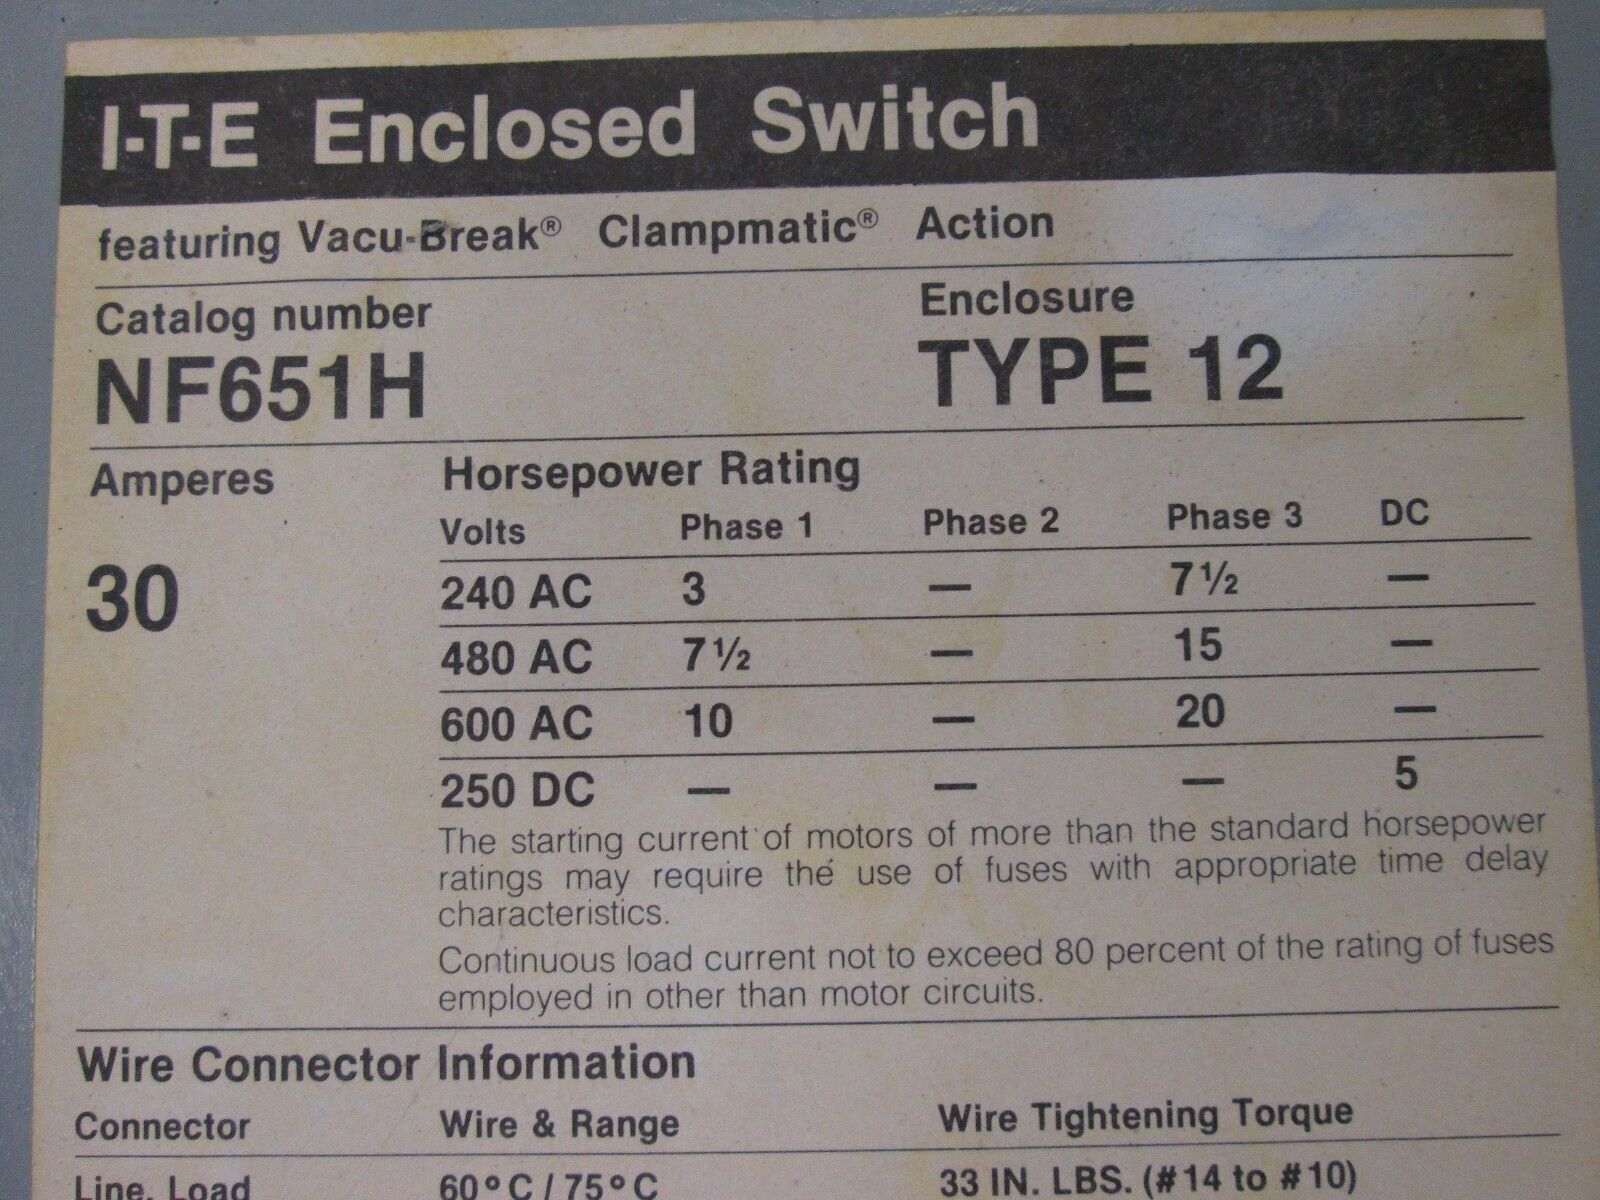 I-T-E Enclosed Switch
featuring Vacu-Break® Clampmatic® Action
Catalog number Enclosure
NF651H TYPE 12
Amperes Horsepower Rating
Volts Phase 1 Phase 2 Phase 3 DC
30
240 AC 3 — 7½ —
480 AC 7½ — 15 —
600 AC 10 — 20 —
250 DC — — — 5
The starting current of motors of more than the standard horsepower
ratings may require the use of fuses with appropriate time delay
characteristics.
Continuous load current not to exceed 80 percent of the rating of fuses
employed in other than motor circuits.
Wire Connector Information
Connector Wire & Range Wire Tightening Torque
Line, Load 60°C/75°C 33 IN. LBS. (#14 to #10)